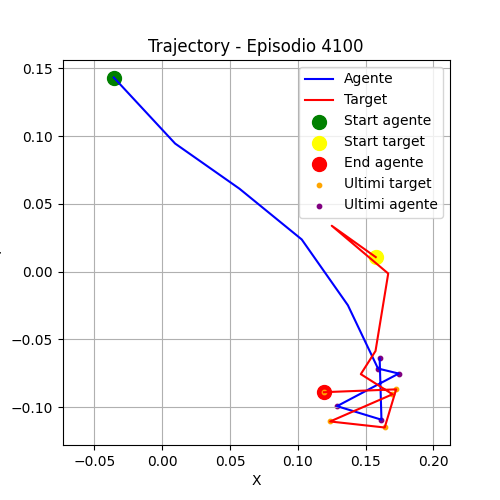 Trajectory - Episodio 4100
0.15
0.10
0.05
0.00
−0.05
−0.10
Agente
Target
Start agente
Start target
End agente
Ultimi target
Ultimi agente
−0.05
0.00
0.05
0.10
0.15
0.20
X